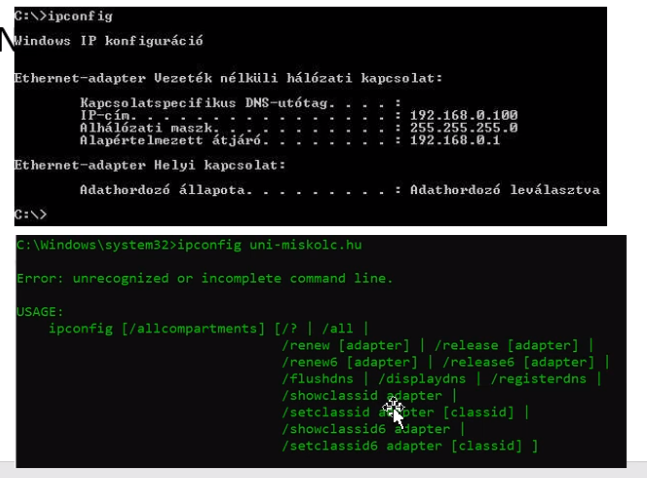 C:\>ipconfig
N
Windows IP konfiguráció
Ethernet-adapter Vezeték nélküli hálózati kapcsolat:
Kapcsolatspecifikus DNS-utótag. . . . :
IP-cím. . . . . . . . . . . . . . . . : 192.168.0.100
Alhálózati maszk. . . . . . . . . . . : 255.255.255.0
Alapértelmezett átjáró. . . . . . . . : 192.168.0.1
Ethernet-adapter Helyi kapcsolat:
Adathordozó állapota. . . . . . . . . : Adathordozó leválasztva
C:\>
C:\Windows\system32>ipconfig uni-miskolc.hu
Error: unrecognized or incomplete command line.
USAGE:
ipconfig [/allcompartments] [/? | /all |
/renew [adapter] | /release [adapter] |
/renew6 [adapter] | /release6 [adapter] |
/flushdns | /displaydns | /registerdns |
/showclassid adapter |
/setclassid adapter [classid] |
/showclassid6 adapter |
/setclassid6 adapter [classid] ]